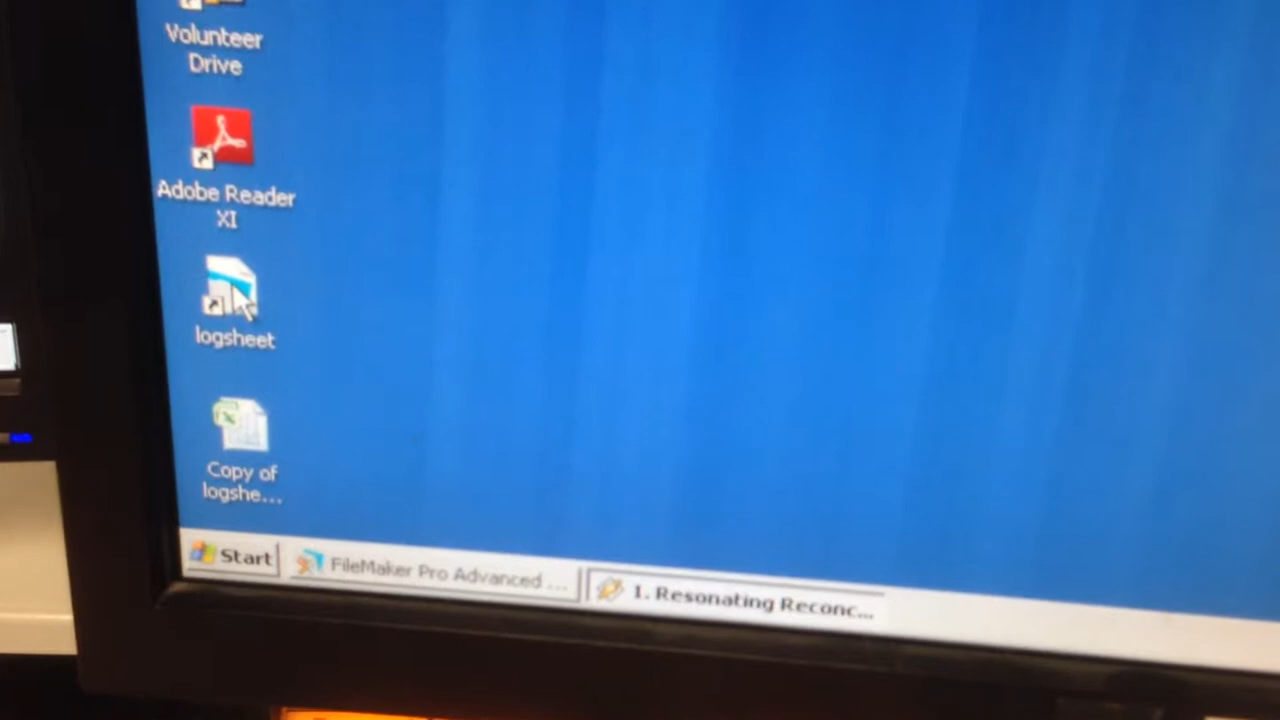 Volunteer
Drive
Adobe Reader
XI
logsheet
Copy of
logshe...
Start
FileMaker Pro Advanced ...
1. Resonating Reconc...